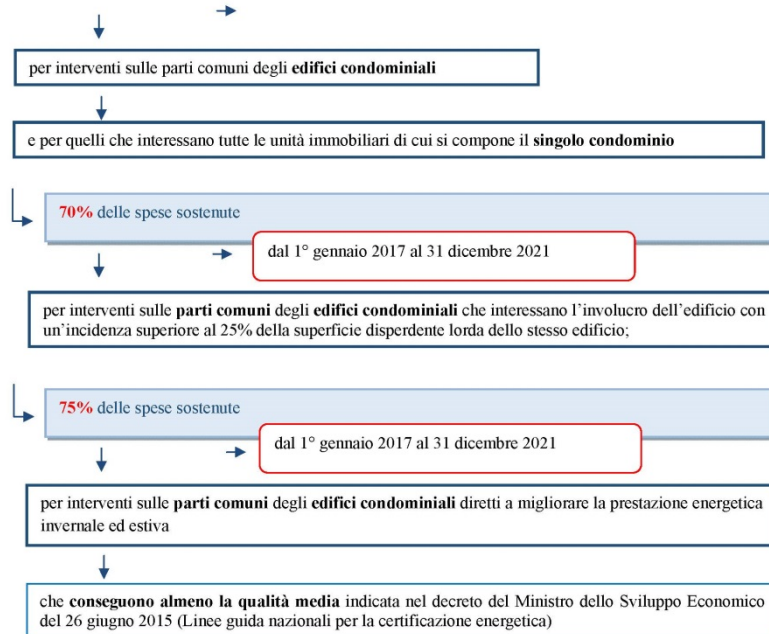 per interventi sulle parti comuni degli edifici condominiali
e per quelli che interessano tutte le unità immobiliari di cui si compone il singolo condominio
70% delle spese sostenute
dal 1° gennaio 2017 al 31 dicembre 2021
per interventi sulle parti comuni degli edifici condominiali che interessano l’involucro dell’edificio con
un’incidenza superiore al 25% della superficie disperdente lorda dello stesso edificio;
75% delle spese sostenute
dal 1° gennaio 2017 al 31 dicembre 2021
per interventi sulle parti comuni degli edifici condominiali diretti a migliorare la prestazione energetica
invernale ed estiva
che conseguono almeno la qualità media indicata nel decreto del Ministro dello Sviluppo Economico
del 26 giugno 2015 (Linee guida nazionali per la certificazione energetica)